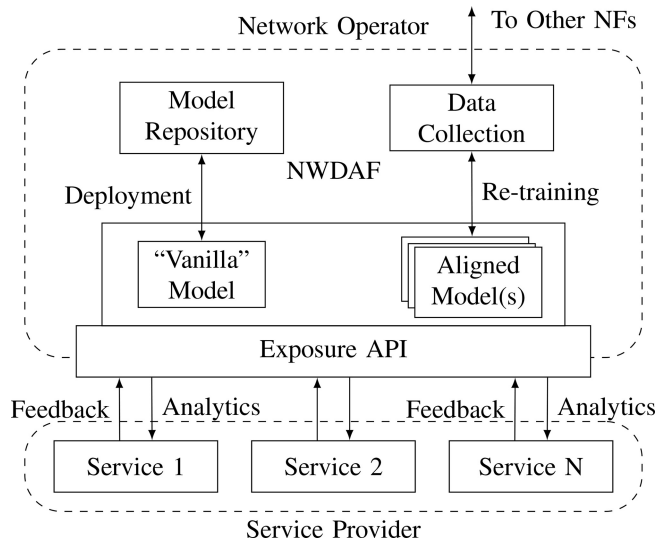 Network Operator
To Other NFs
Model
Repository
Data
Collection
NWDAF
Deployment
Re-training
“Vanilla”
Model
Aligned
Model(s)
Exposure API
Feedback
Analytics
Feedback
Analytics
Service 1
Service 2
Service N
Service Provider